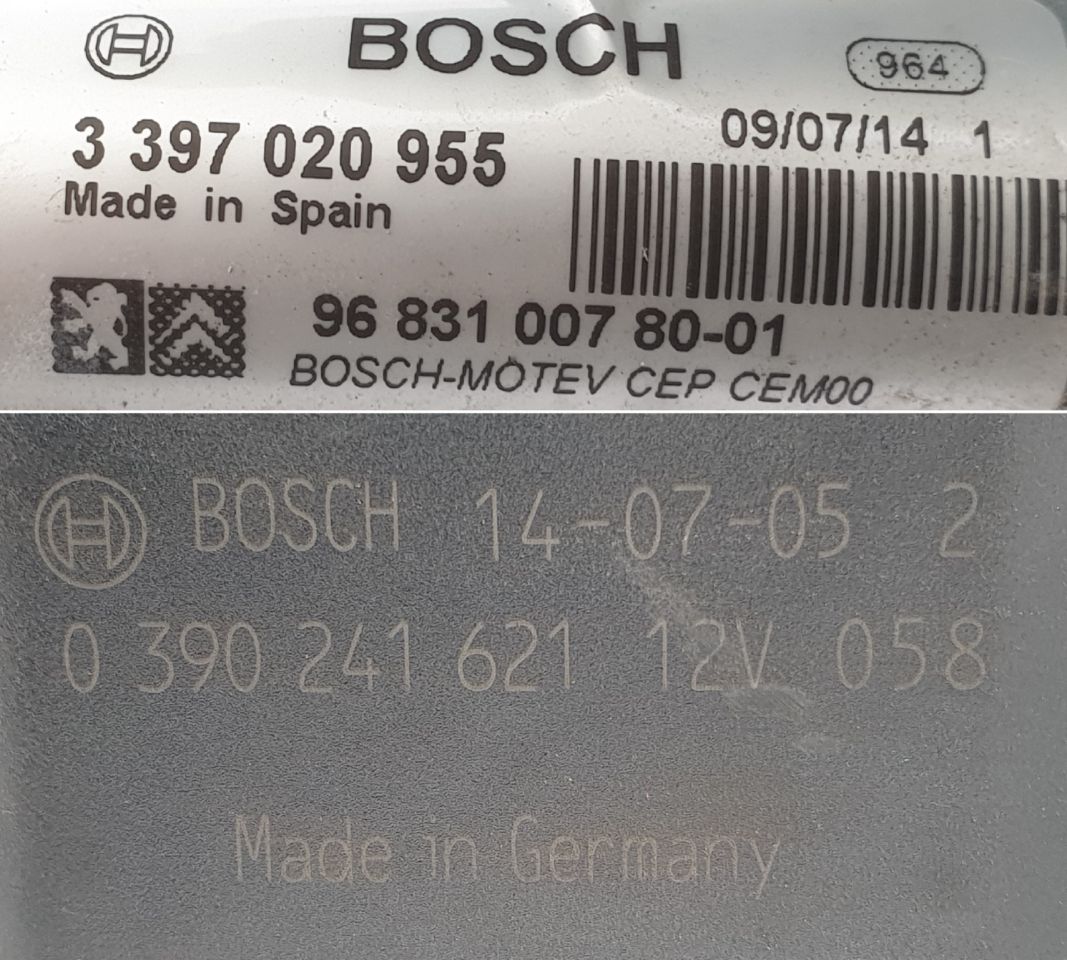 BOSCH 964
3 397 020 955 09/07/14 1
Made in Spain
96 831 007 80-01
BOSCH-MOTEV CEP CEM00
BOSCH 14-07-05 2
0 390 241 621 12V 058
Made in Germany